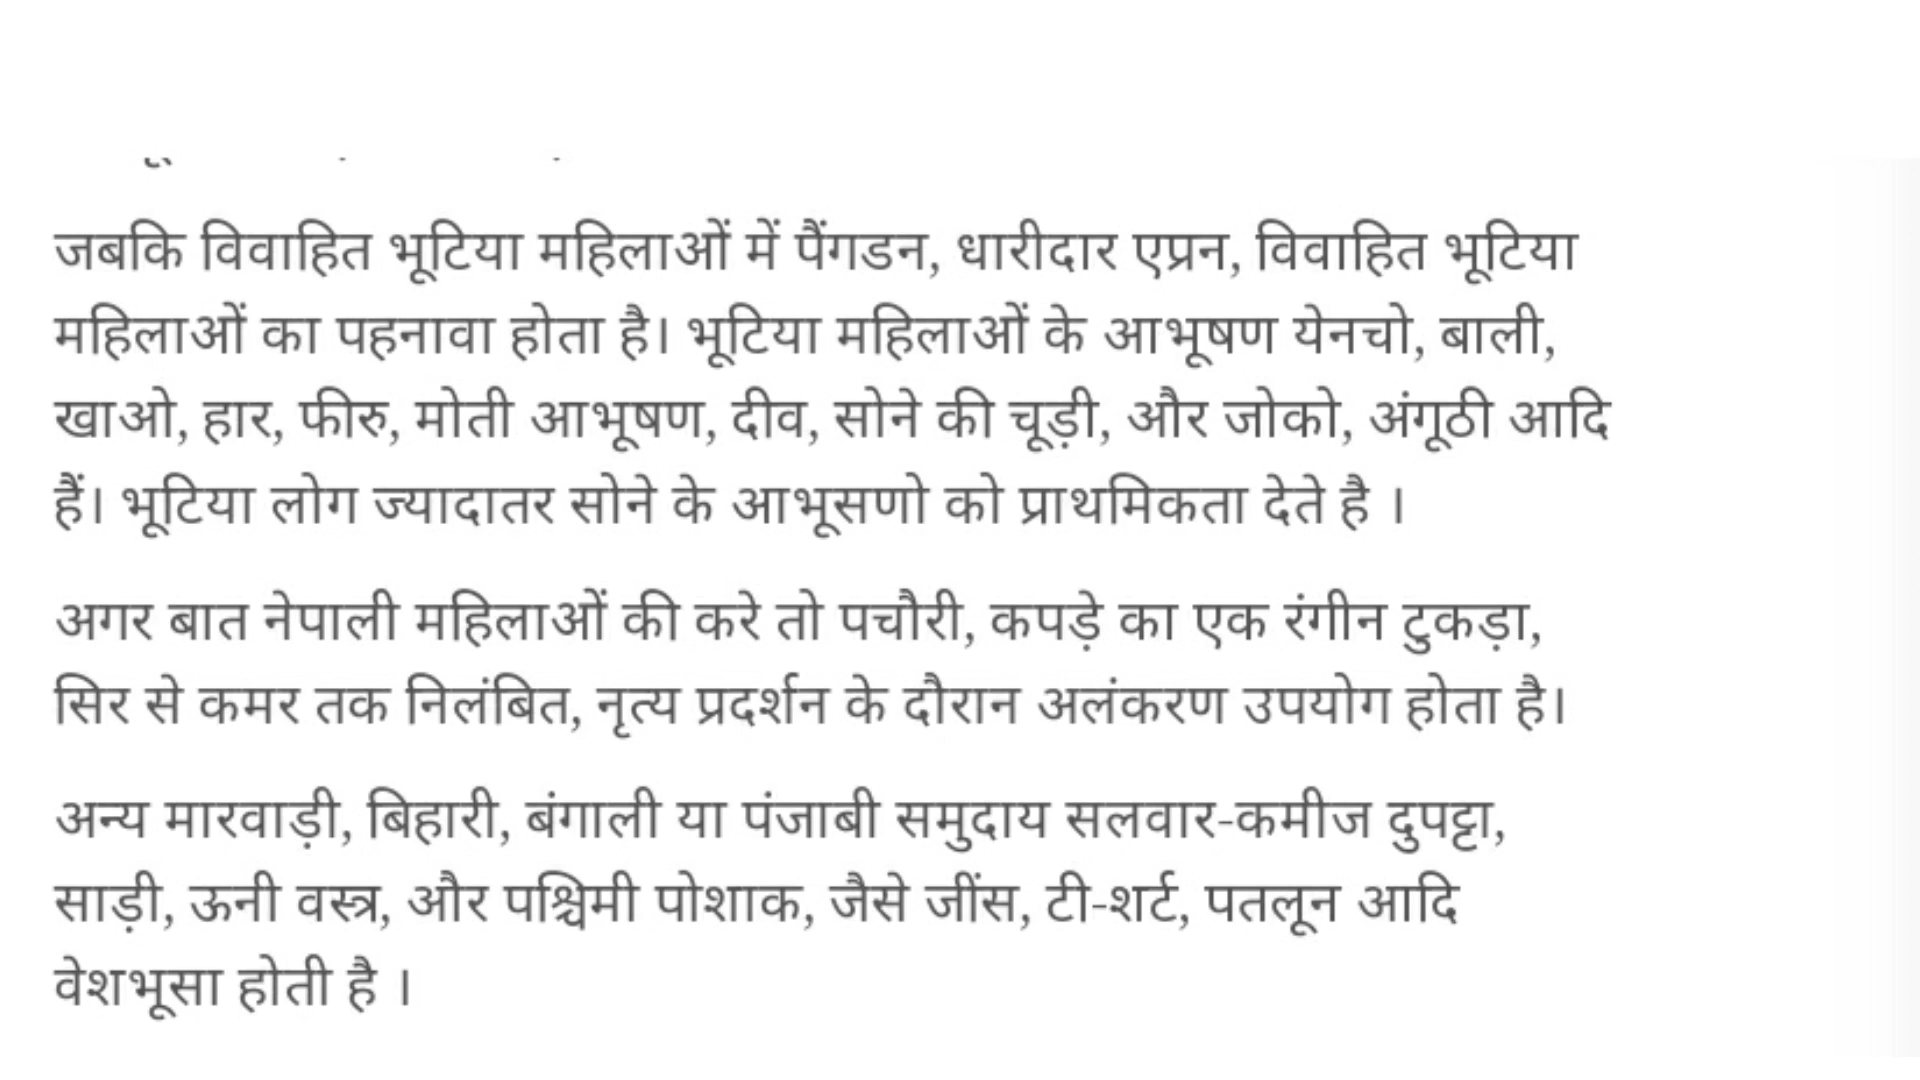 जबकि विवाहित भूटिया महिलाओं में पैंगडन, धारीदार एप्रन, विवाहित भूटिया
महिलाओं का पहनावा होता है। भूटिया महिलाओं के आभूषण येनचो, बाली,
खाओ, हार, फीरु, मोती आभूषण, दीव, सोने की चूड़ी, और जोको, अंगूठी आदि
हैं। भूटिया लोग ज्यादातर सोने के आभूसणो को प्राथमिकता देते है ।
अगर बात नेपाली महिलाओं की करे तो पचौरी, कपड़े का एक रंगीन टुकड़ा,
सिर से कमर तक निलंबित, नृत्य प्रदर्शन के दौरान अलंकरण उपयोग होता है।
अन्य मारवाड़ी, बिहारी, बंगाली या पंजाबी समुदाय सलवार-कमीज दुपट्टा,
साड़ी, ऊनी वस्त्र, और पश्चिमी पोशाक, जैसे जींस, टी-शर्ट, पतलून आदि
वेशभूसा होती है ।